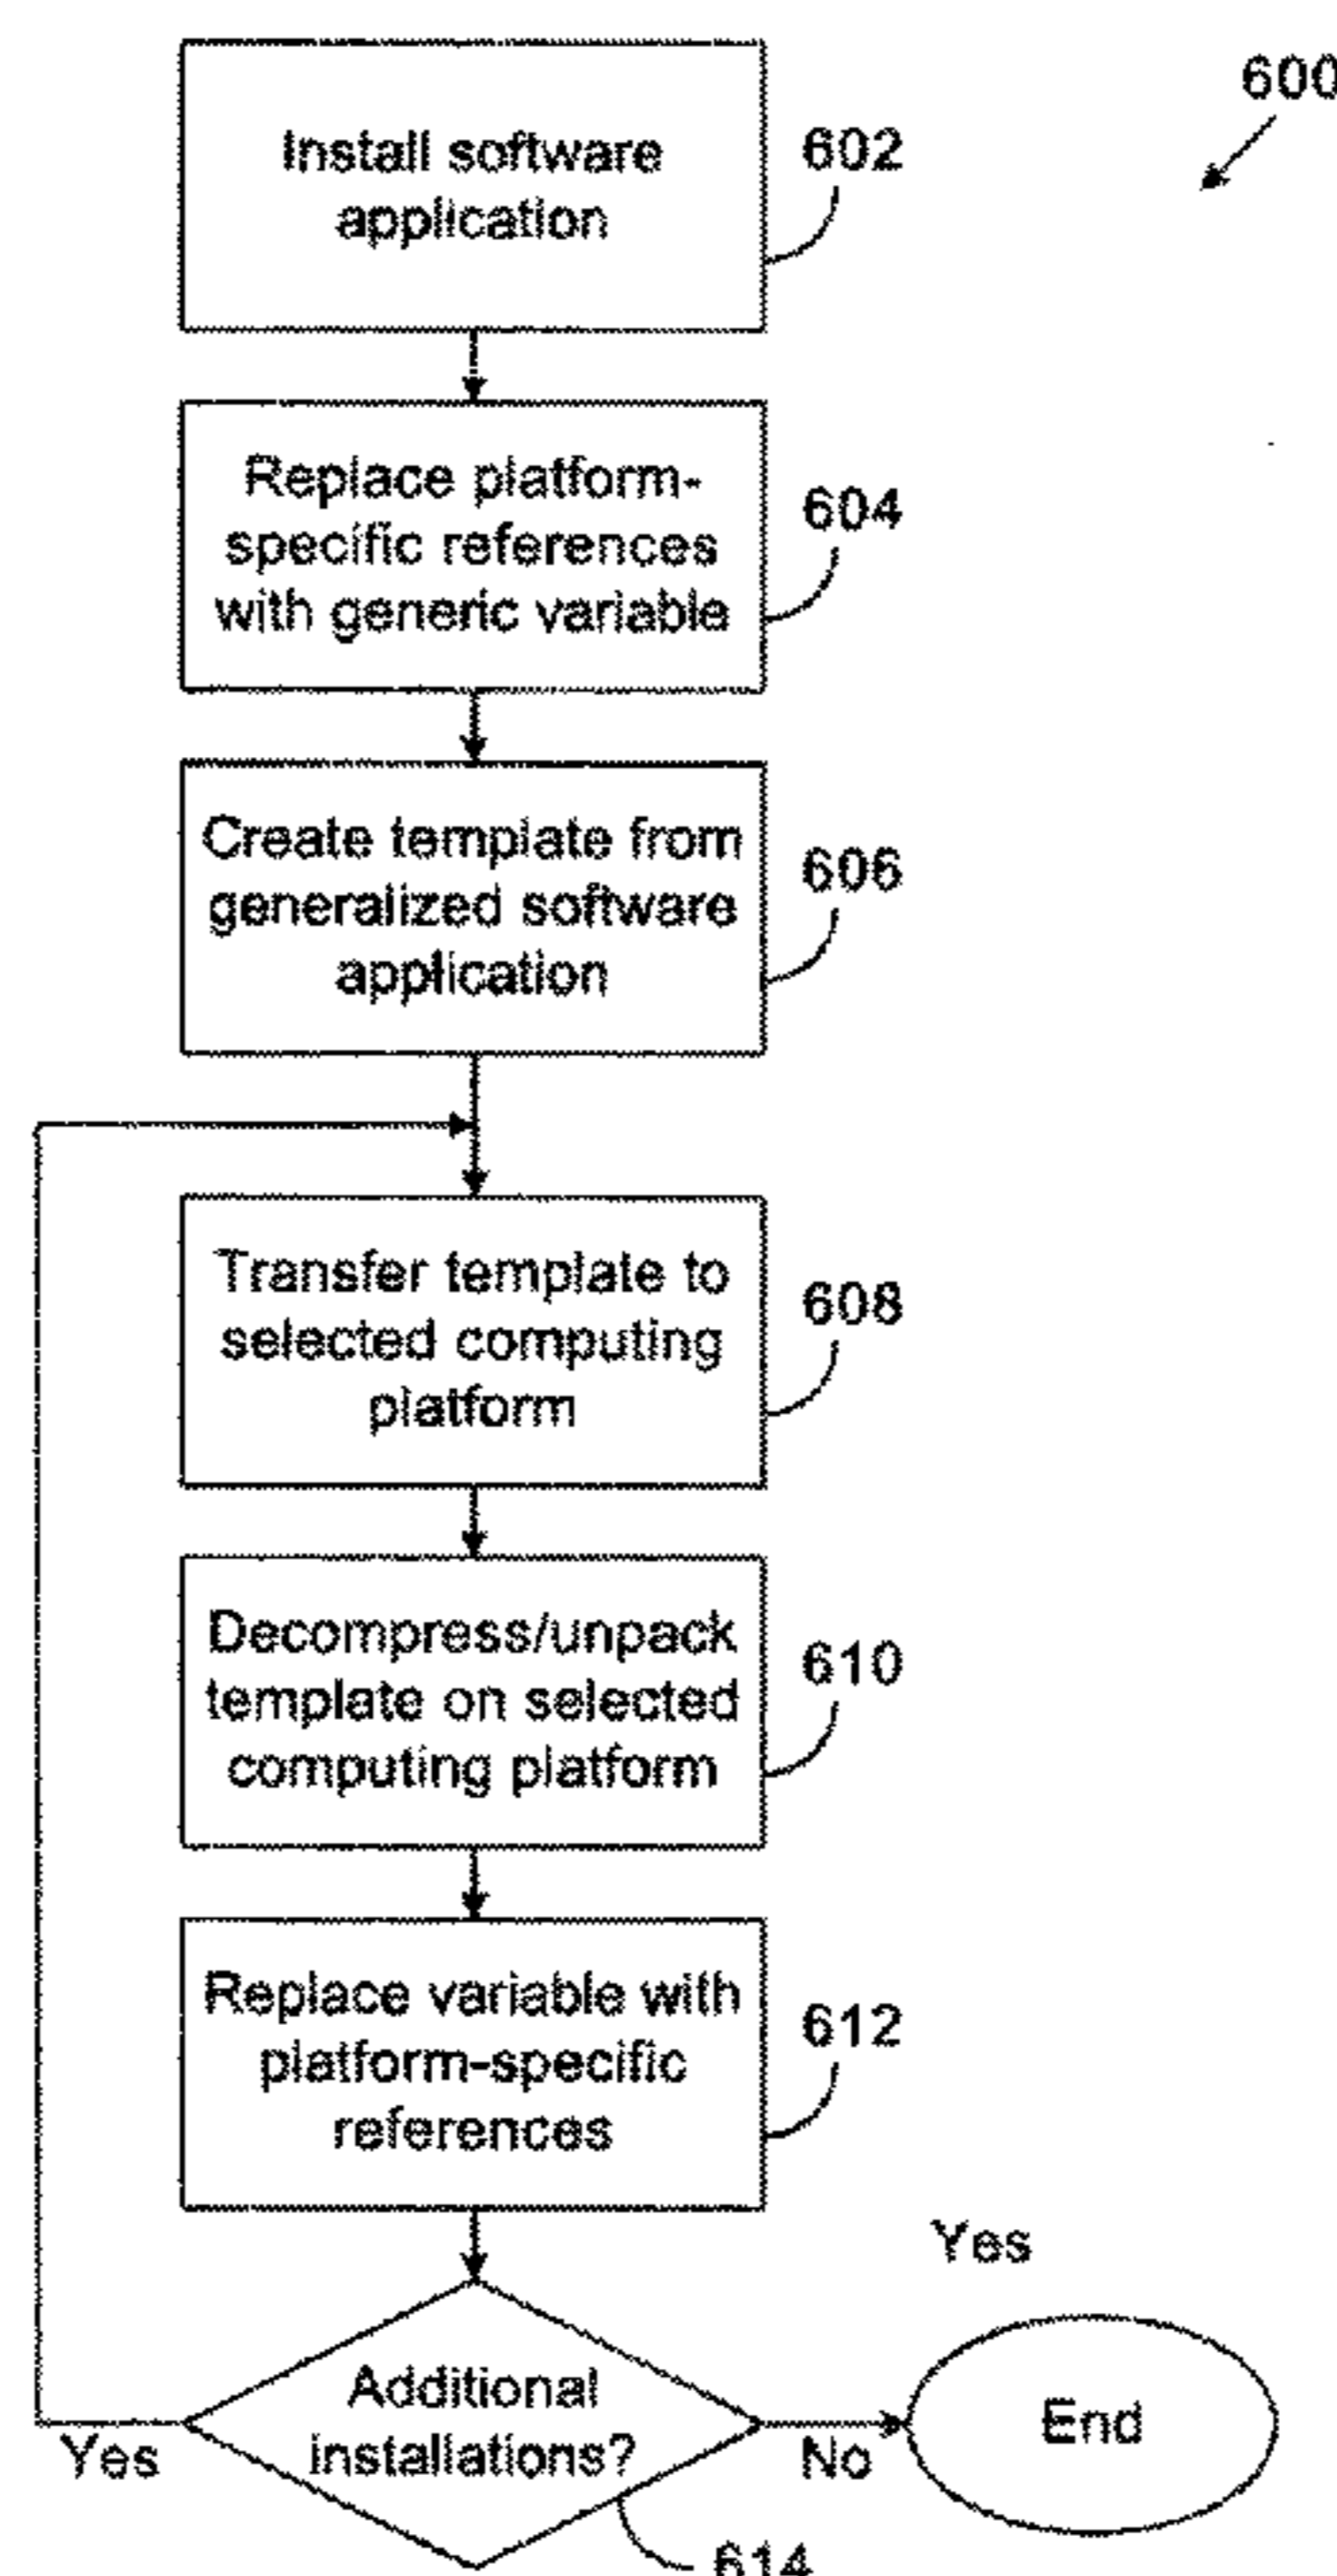 600
Install software
application
602
Replace platform-
specific references
with generic variable
604
Create template from
generalized software
application
606
Transfer template to
selected computing
platform
608
Decompress/unpack
template on selected
computing platform
610
Replace variable with
platform-specific
references
612
Yes
Additional
installations?
End
Yes
No
614